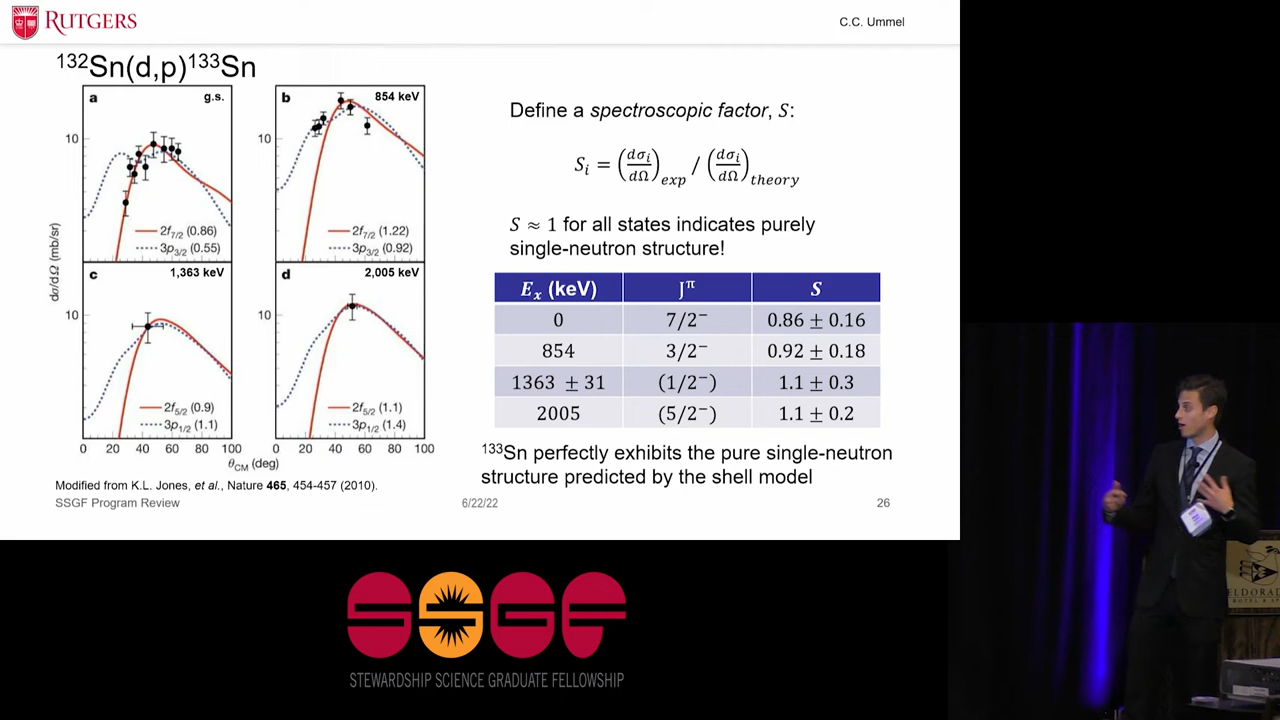 RUTGERS
C.C. Ummel
¹³²Sn(d,p)¹³³Sn
a g.s.
b 854 keV
10
10
2f₇/₂ (0.86)
3p₃/₂ (0.55)
2f₇/₂ (1.22)
3p₃/₂ (0.92)
dσ/dΩ (mb/sr)
c 1,363 keV
d 2,005 keV
10
10
2f₅/₂ (0.9)
3p₁/₂ (1.1)
2f₅/₂ (1.1)
3p₁/₂ (1.4)
0 20 40 60 80 100 0 20 40 60 80 100
θCM (deg)
Modified from K.L. Jones, et al., Nature 465, 454-457 (2010).
Define a spectroscopic factor, S:
Sᵢ = (dσᵢ/dΩ)exp / (dσᵢ/dΩ)theory
S ≈ 1 for all states indicates purely
single-neutron structure!
Eₓ (keV) Jπ S
0 7/2⁻ 0.86 ± 0.16
854 3/2⁻ 0.92 ± 0.18
1363 ± 31 (1/2⁻) 1.1 ± 0.3
2005 (5/2⁻) 1.1 ± 0.2
¹³³Sn perfectly exhibits the pure single-neutron
structure predicted by the shell model
SSGF Program Review 6/22/22 26
SSGF
STEWARDSHIP SCIENCE GRADUATE FELLOWSHIP